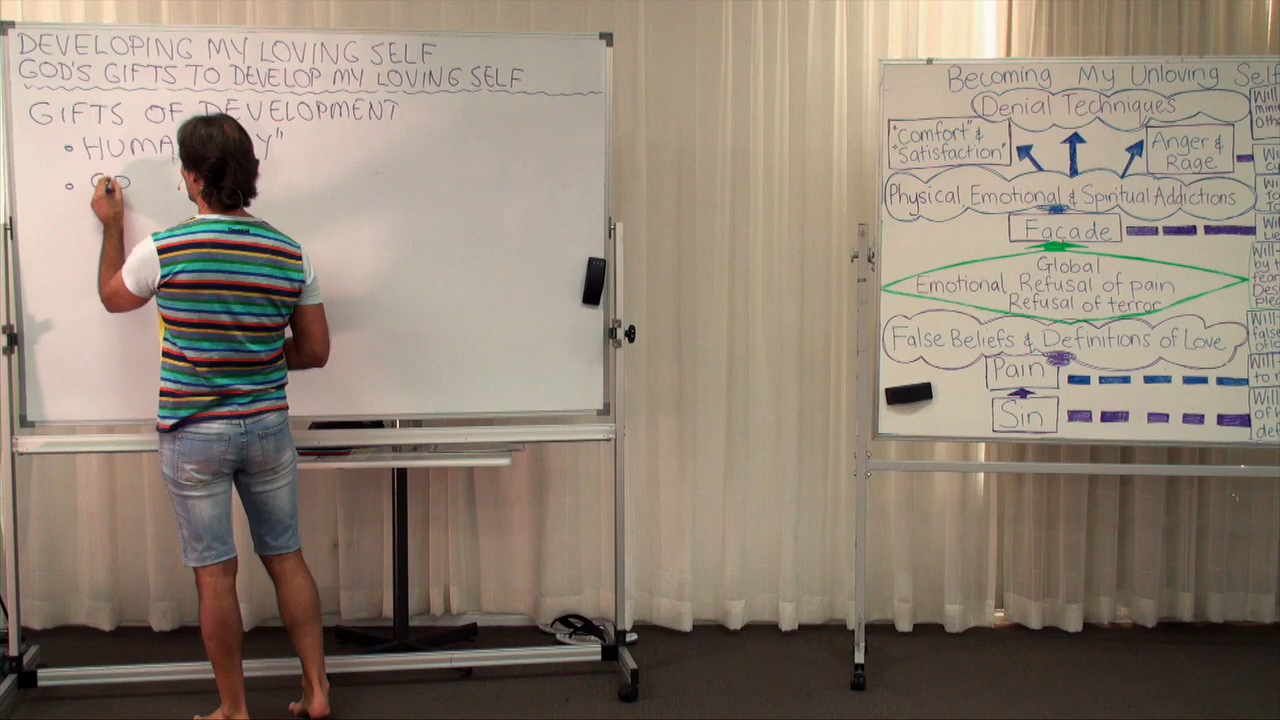 DEVELOPING MY LOVING SELF
GOD'S GIFTS TO DEVELOP MY LOVING SELF
GIFTS OF DEVELOPMENT
Becoming My Unloving Self
Denial Techniques
"Comfort" &
"Satisfaction"
Anger &
Rage
Physical, Emotional & Spiritual Addictions
Façade
Global
Emotional Refusal of pain
Refusal of terror
False Beliefs & Definitions of Love
Pain
Sin